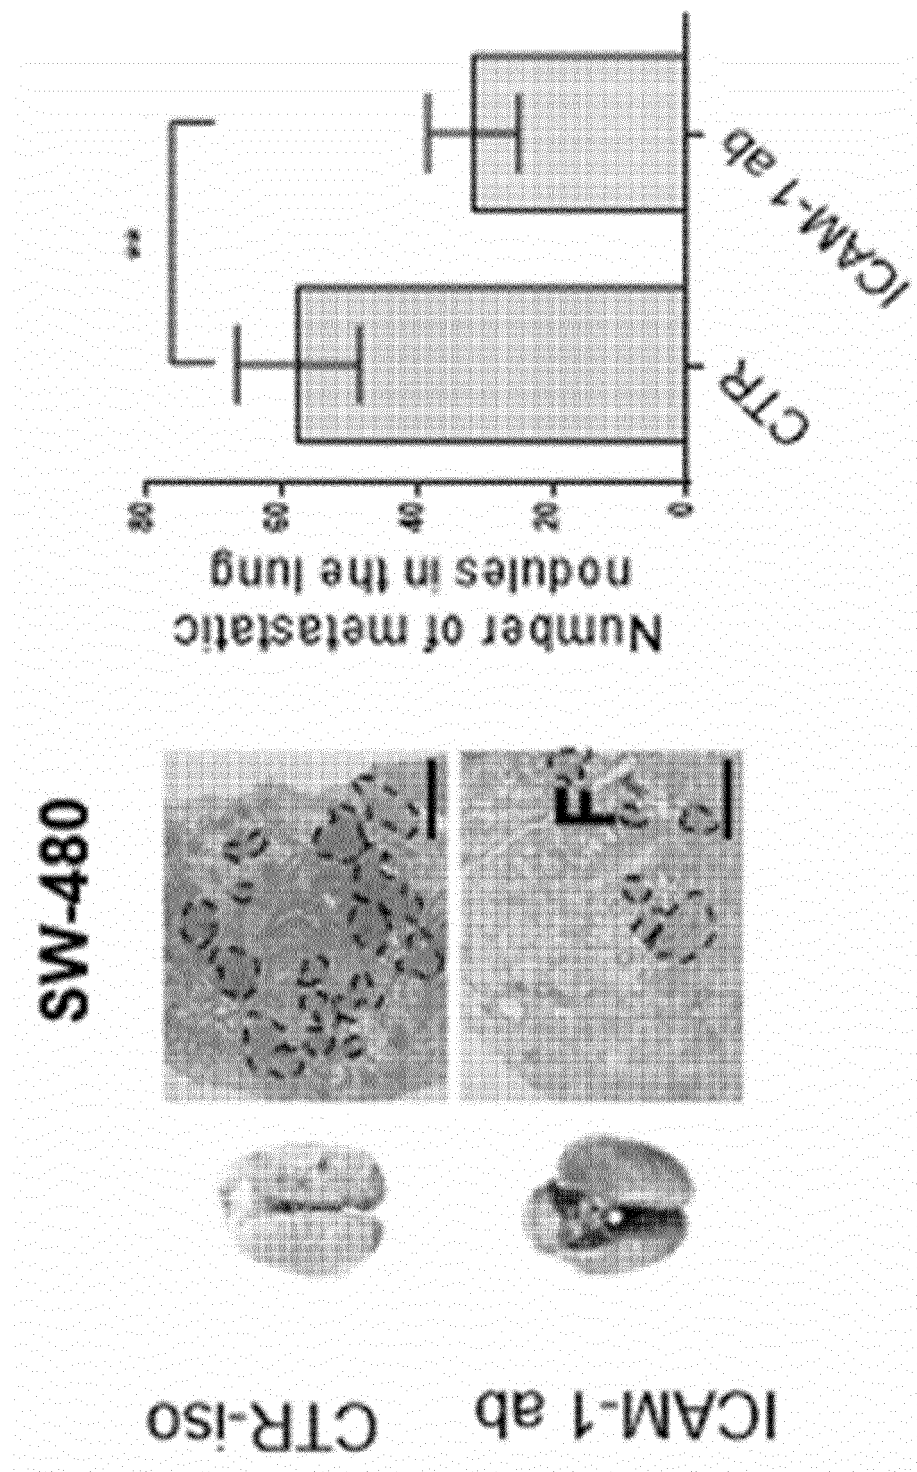 SW-480
CTR-iso
ICAM-1 ab
F
Number of metastatic
nodules in the lung
80
60
40
20
0
**
CTR
ICAM-1 ab